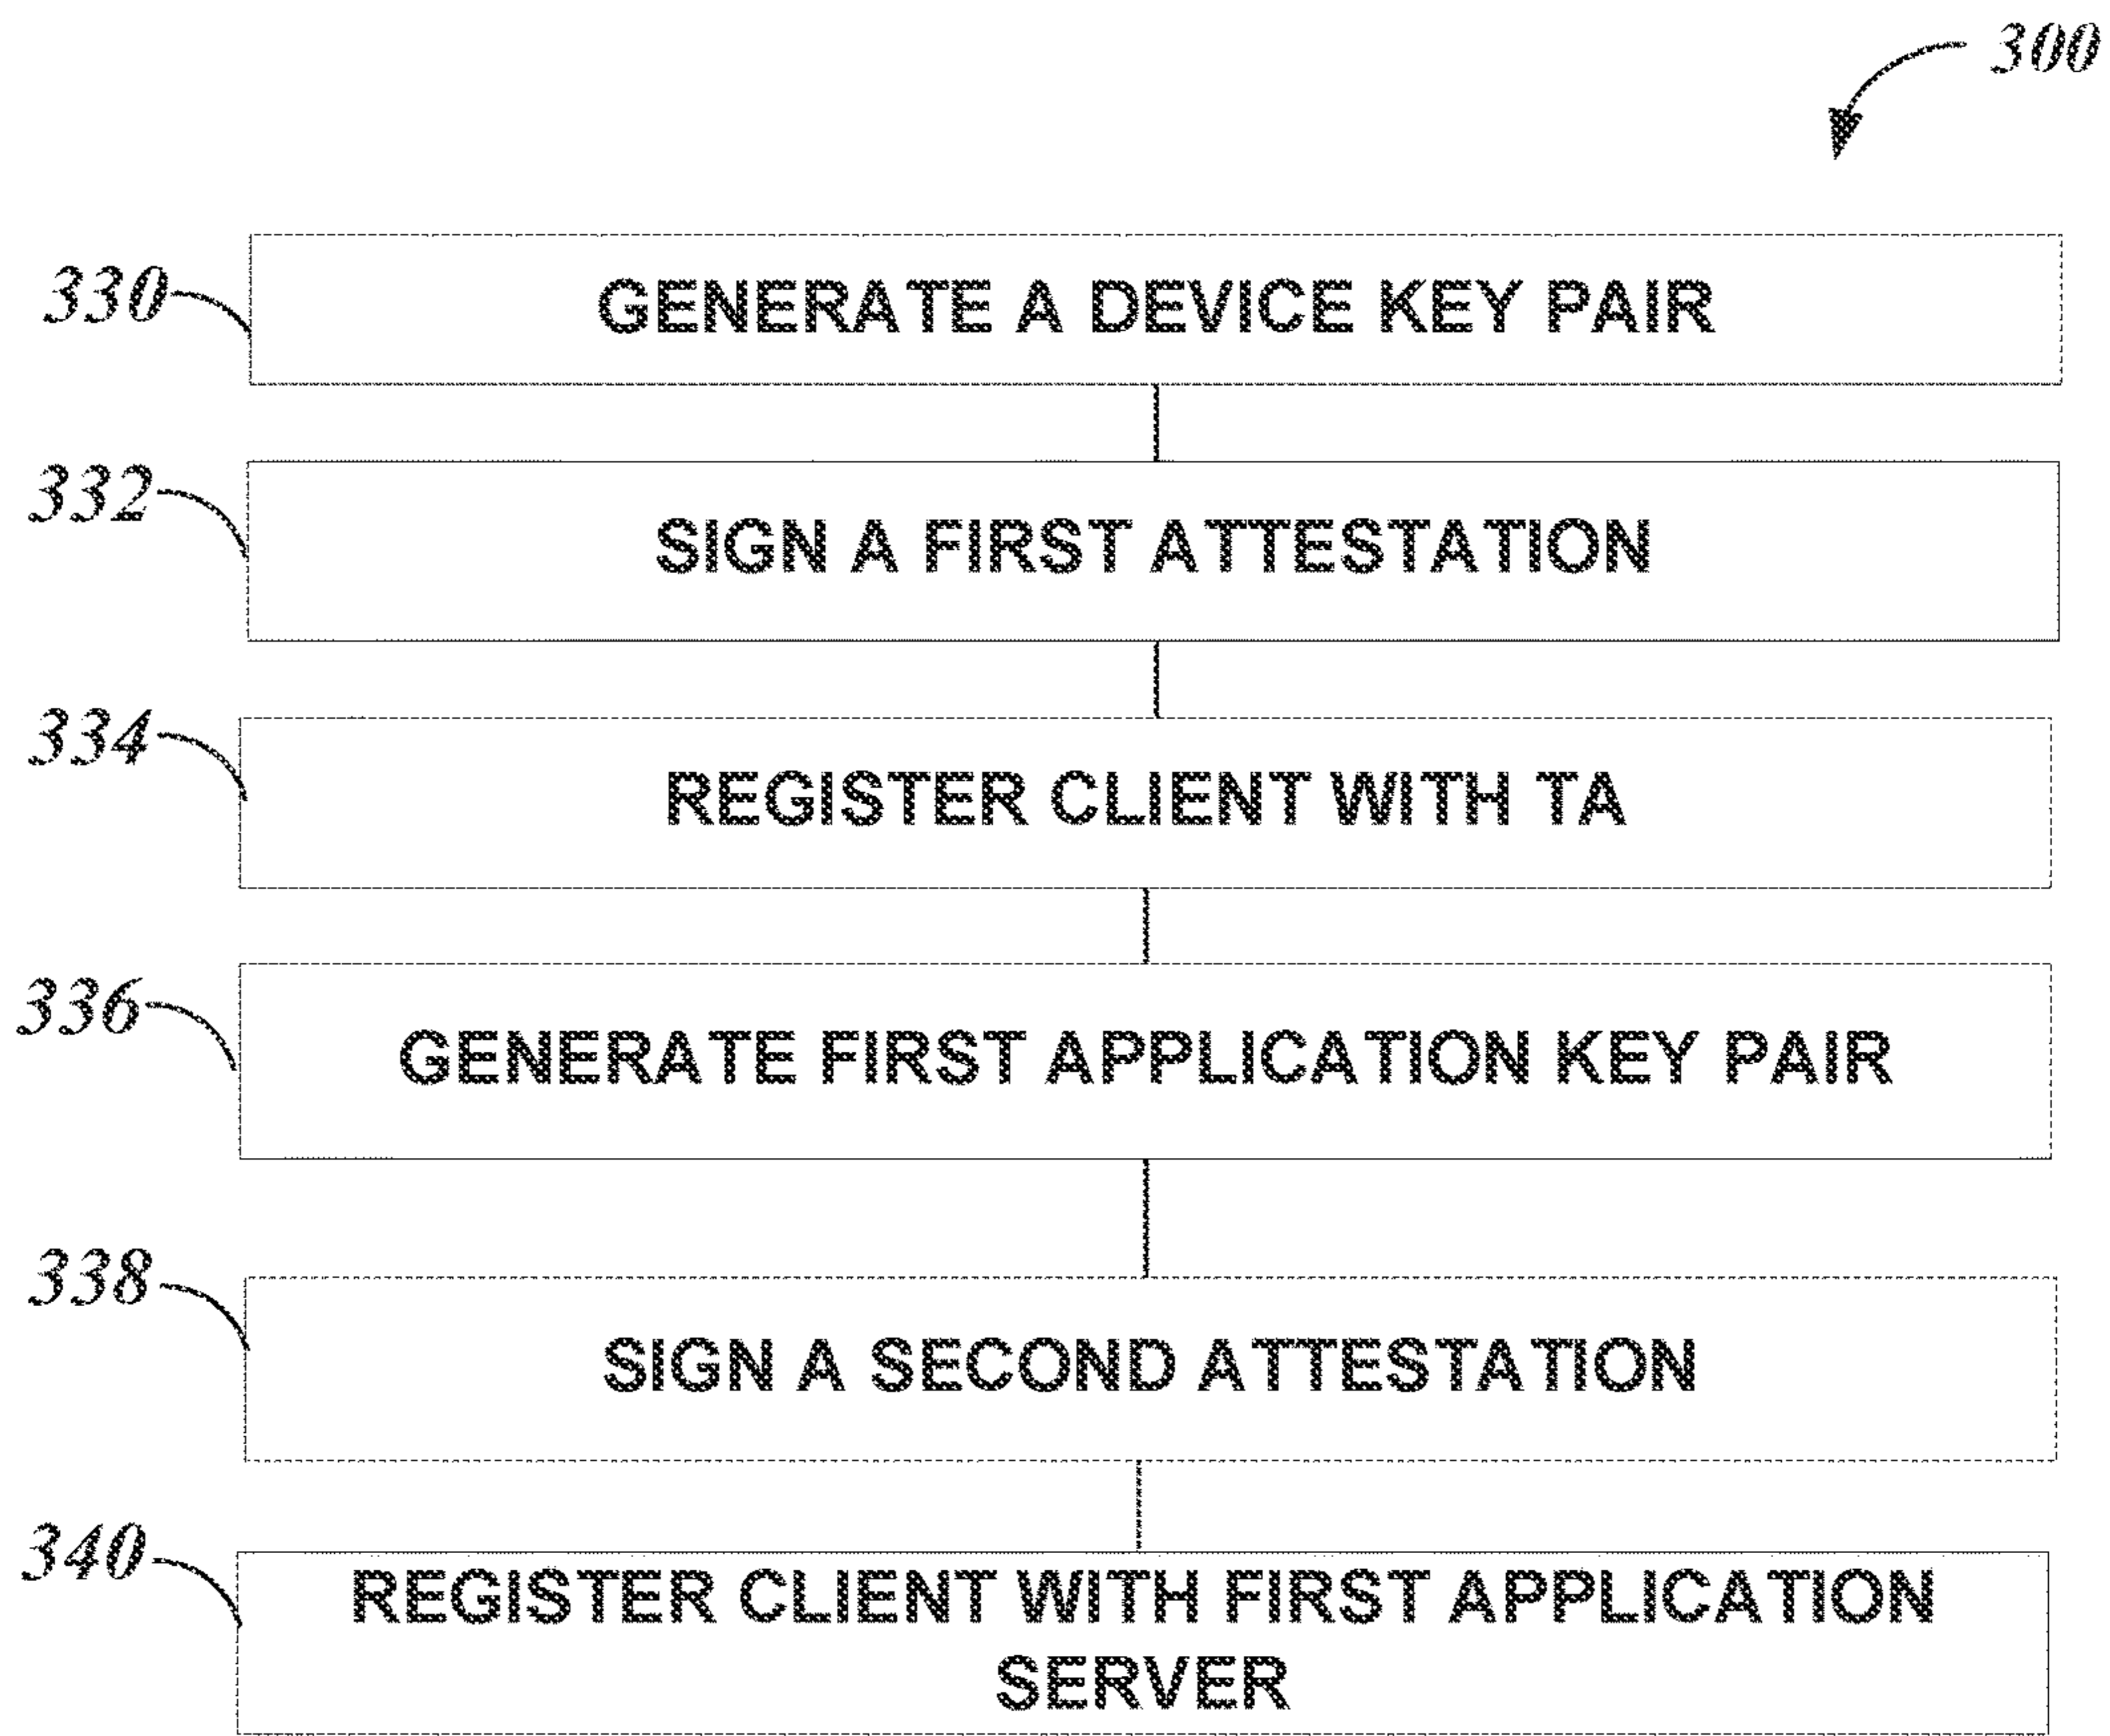 300
330
GENERATE A DEVICE KEY PAIR
332
SIGN A FIRST ATTESTATION
334
REGISTER CLIENT WITH TA
336
GENERATE FIRST APPLICATION KEY PAIR
338
SIGN A SECOND ATTESTATION
340
REGISTER CLIENT WITH FIRST APPLICATION
SERVER